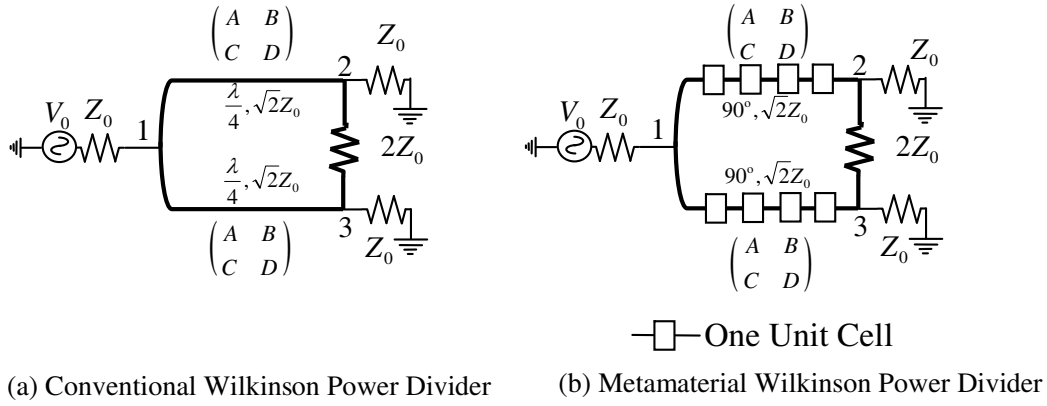 (A B
C D)
Z₀
2
V₀
Z₀
1
λ/4, √2Z₀
2Z₀
λ/4, √2Z₀
3
Z₀
(A B
C D)
(A B
C D)
Z₀
2
90°, √2Z₀
V₀
Z₀
1
2Z₀
90°, √2Z₀
3
Z₀
(A B
C D)
One Unit Cell
(a) Conventional Wilkinson Power Divider
(b) Metamaterial Wilkinson Power Divider